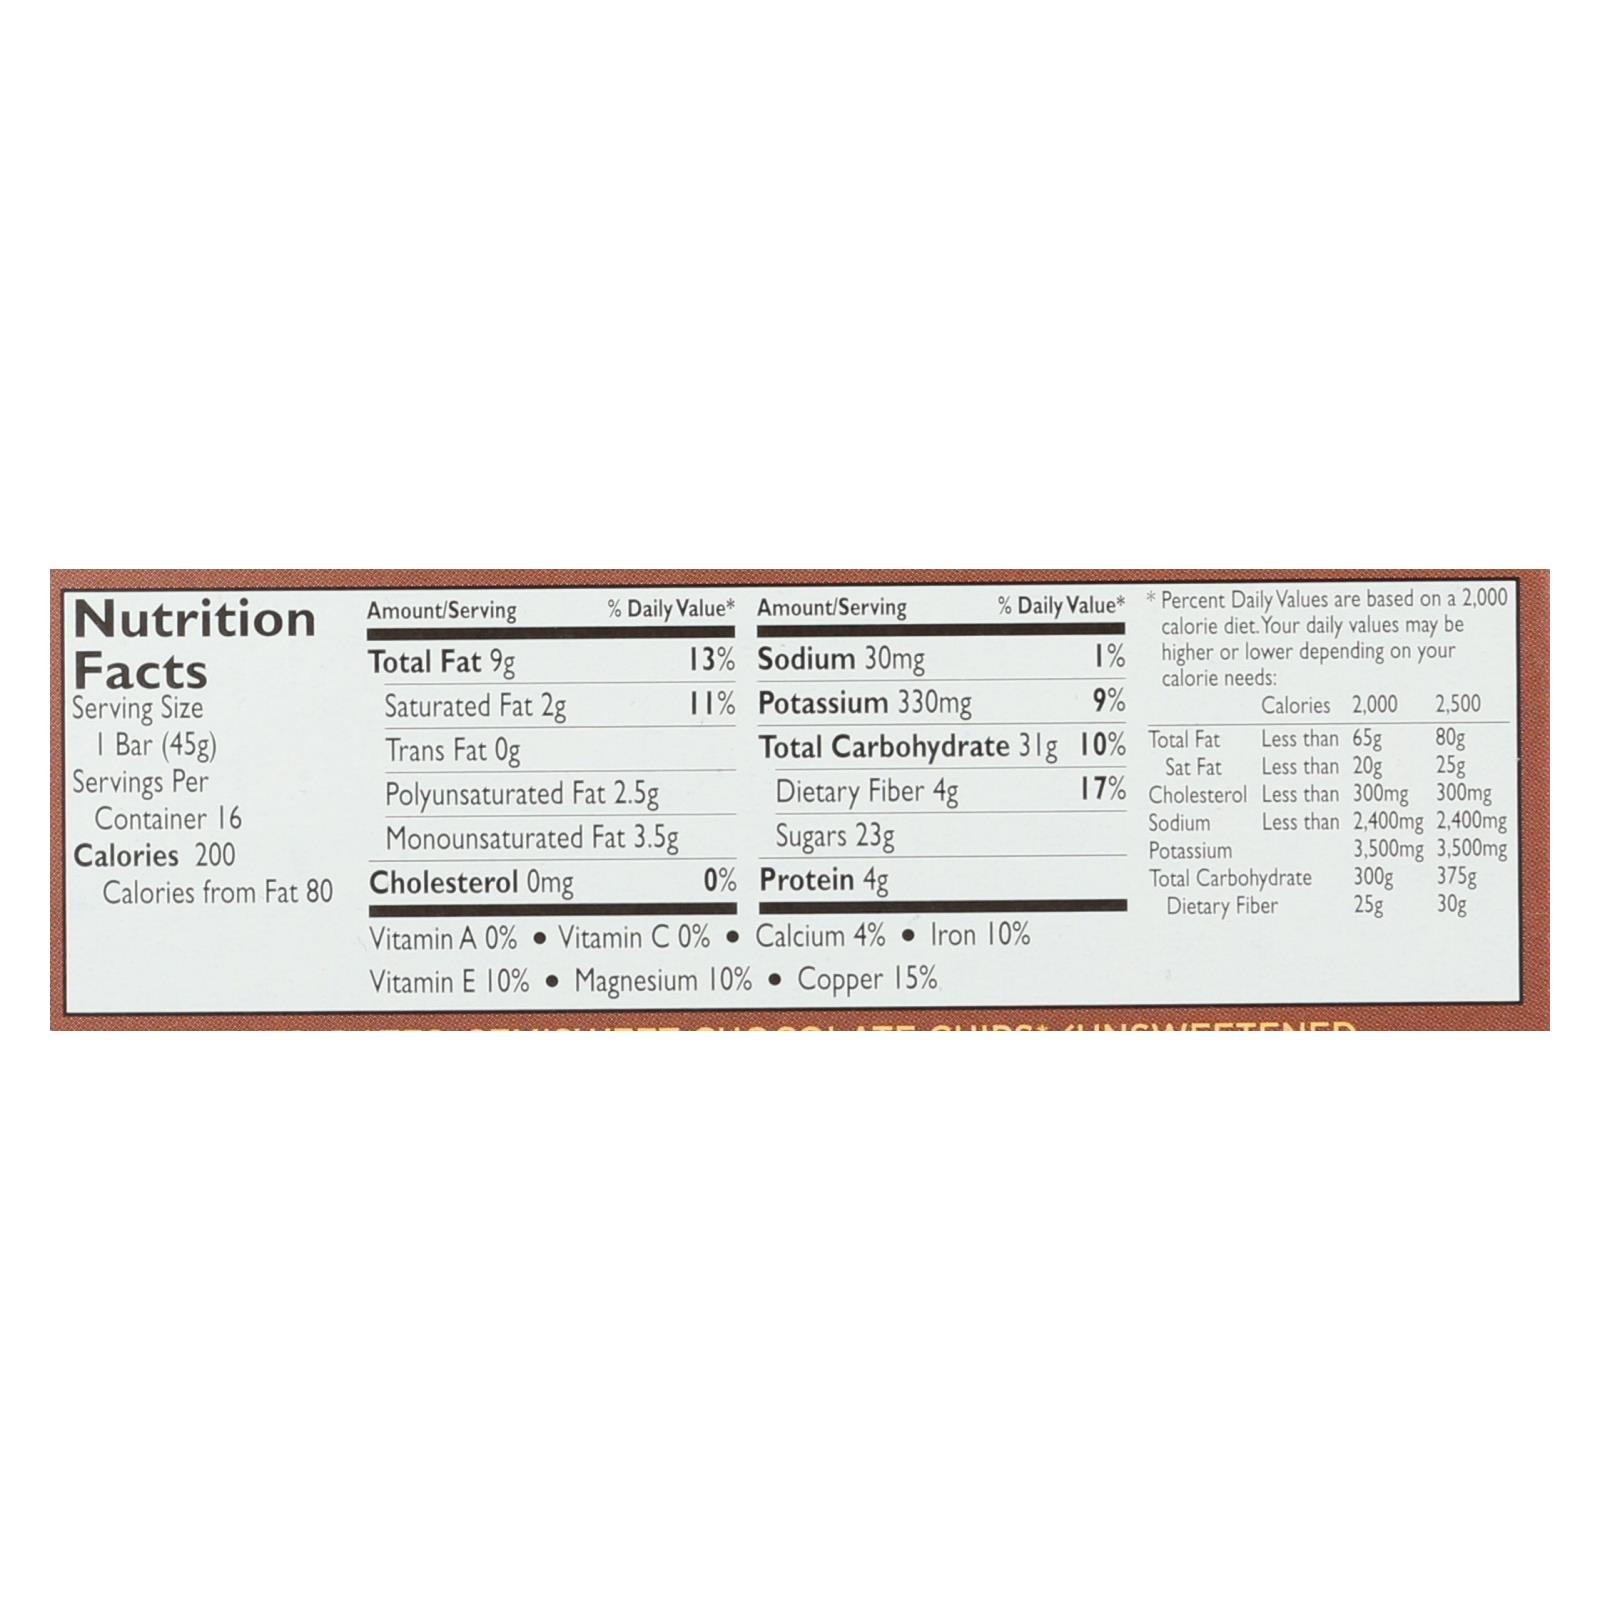 Nutrition
Facts
Serving Size
1 Bar (45g)
Servings Per
Container 16
Calories 200
Calories from Fat 80
Amount/Serving % Daily Value*
Total Fat 9g 13%
Saturated Fat 2g 11%
Trans Fat 0g
Polyunsaturated Fat 2.5g
Monounsaturated Fat 3.5g
Cholesterol 0mg 0%
Amount/Serving % Daily Value*
Sodium 30mg 1%
Potassium 330mg 9%
Total Carbohydrate 31g 10%
Dietary Fiber 4g 17%
Sugars 23g
Protein 4g
Vitamin A 0% • Vitamin C 0% • Calcium 4% • Iron 10%
Vitamin E 10% • Magnesium 10% • Copper 15%
* Percent Daily Values are based on a 2,000
calorie diet. Your daily values may be
higher or lower depending on your
calorie needs:
Calories 2,000 2,500
Total Fat Less than 65g 80g
Sat Fat Less than 20g 25g
Cholesterol Less than 300mg 300mg
Sodium Less than 2,400mg 2,400mg
Potassium 3,500mg 3,500mg
Total Carbohydrate 300g 375g
Dietary Fiber 25g 30g
SEMISWEET CHOCOLATE CHIPS* (UNSWEETENED